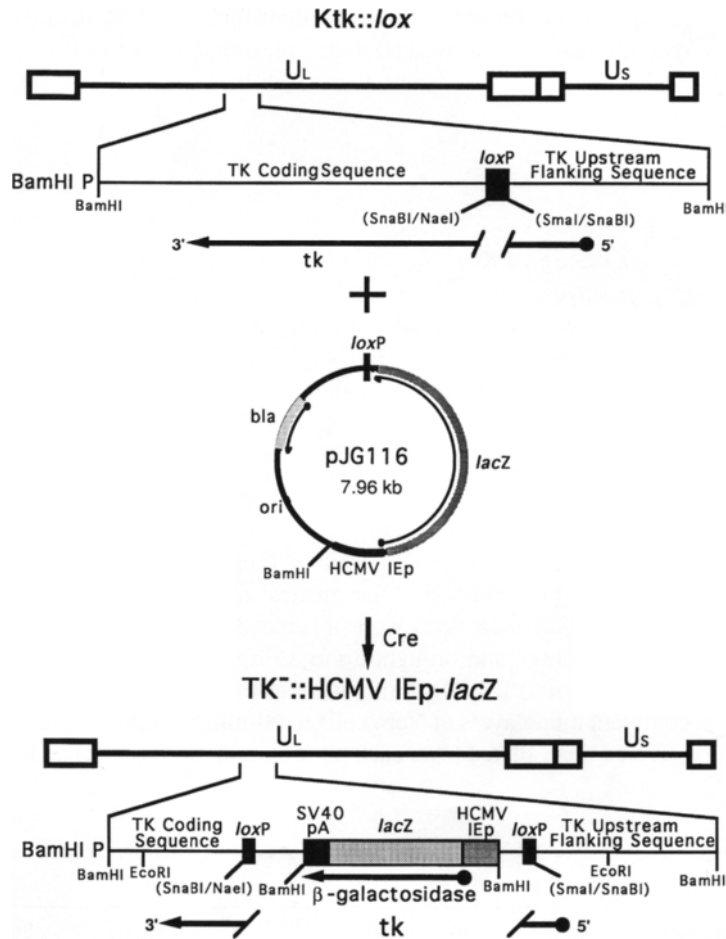 Ktk::lox
UL
US
loxP
TK Upstream
TK Coding Sequence
Flanking Sequence
BamHI P
BamHI
BamHI
(SnaBI/NaeI)
(SmaI/SnaBI)
3'
5'
tk
+
loxP
bla
pJG116
7.96 kb
lacZ
ori
BamHI
HCMV IEp
Cre
TK⁻::HCMV IEp-lacZ
UL
US
TK Coding
Sequence
loxP
SV40
pA
lacZ
HCMV
IEp
loxP
TK Upstream
Flanking Sequence
BamHI P
BamHI
EcoRI
(SnaBI/NaeI)
BamHI
β-galactosidase
BamHI
EcoRI
(SmaI/SnaBI)
BamHI
3'
tk
5'